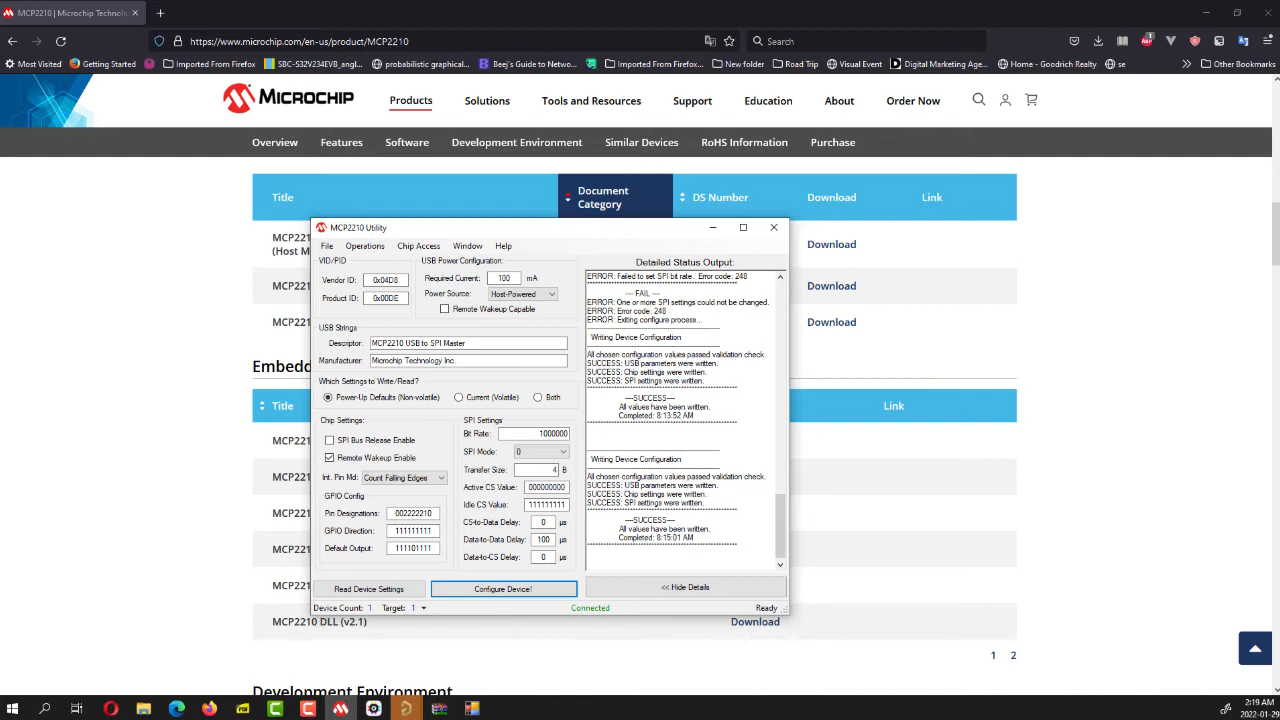 MCP2210 | Microchip Technolo
https://www.microchip.com/en-us/product/MCP2210
Search
1
Most Visited
Getting Started
Imported From Firefox
SBC-S32V234EVB_angl...
probabilistic graphical...
Beej's Guide to Netwo...
Imported From Firefox...
New folder
Road Trip
Visual Event
Digital Marketing Age...
Home - Goodrich Realty
se
Other Bookmarks
MICROCHIP
Products
Solutions
Tools and Resources
Support
Education
About
Order Now
Overview
Features
Software
Development Environment
Similar Devices
RoHS Information
Purchase
Title
Document Category
DS Number
Download
Link
MCP221
(Host M
Download
MCP221
Download
MCP221
Download
Embedd
Title
Link
MCP221
MCP221
MCP221
MCP221
MCP221
MCP2210 DLL (v2.1)
Download
1 2
Development Environment
MCP2210 Utility
File Operations Chip Access Window Help
VID/PID
Vendor ID: 0x04D8
Product ID: 0x00DE
USB Power Configuration:
Required Current: 100 mA
Power Source: Host-Powered
Remote Wakeup Capable
USB Strings
Descriptor: MCP2210 USB to SPI Master
Manufacturer: Microchip Technology Inc.
Which Settings to Write/Read?
Power-Up Defaults (Non-volatile)
Current (Volatile)
Both
Chip Settings:
SPI Bus Release Enable
Remote Wakeup Enable
Int. Pin Md: Count Falling Edges
GPIO Config
Pin Designations: 002222210
GPIO Direction: 111111111
Default Output: 111101111
SPI Settings
Bit Rate: 1000000
SPI Mode: 0
Transfer Size: 4 B
Active CS Value: 000000000
Idle CS Value: 111111111
CS-to-Data Delay: 0 µs
Data-to-Data Delay: 100 µs
Data-to-CS Delay: 0 µs
Read Device Settings
Configure Device!
Detailed Status Output:
ERROR: Failed to set SPI bit rate. Error code: 248
---- FAIL ----
ERROR: One or more SPI settings could not be changed.
ERROR: Error code: 248
ERROR: Exiting configure process...
Writing Device Configuration
All chosen configuration values passed validation check.
SUCCESS: USB parameters were written.
SUCCESS: Chip settings were written.
SUCCESS: SPI settings were written.
----SUCCESS----
All values have been written.
Completed: 8:13:52 AM
Writing Device Configuration
All chosen configuration values passed validation check.
SUCCESS: USB parameters were written.
SUCCESS: Chip settings were written.
SUCCESS: SPI settings were written.
----SUCCESS----
All values have been written.
Completed: 8:15:01 AM
<< Hide Details
Device Count: 1 Target: 1
Connected
Ready
2:19 AM
2022-01-29